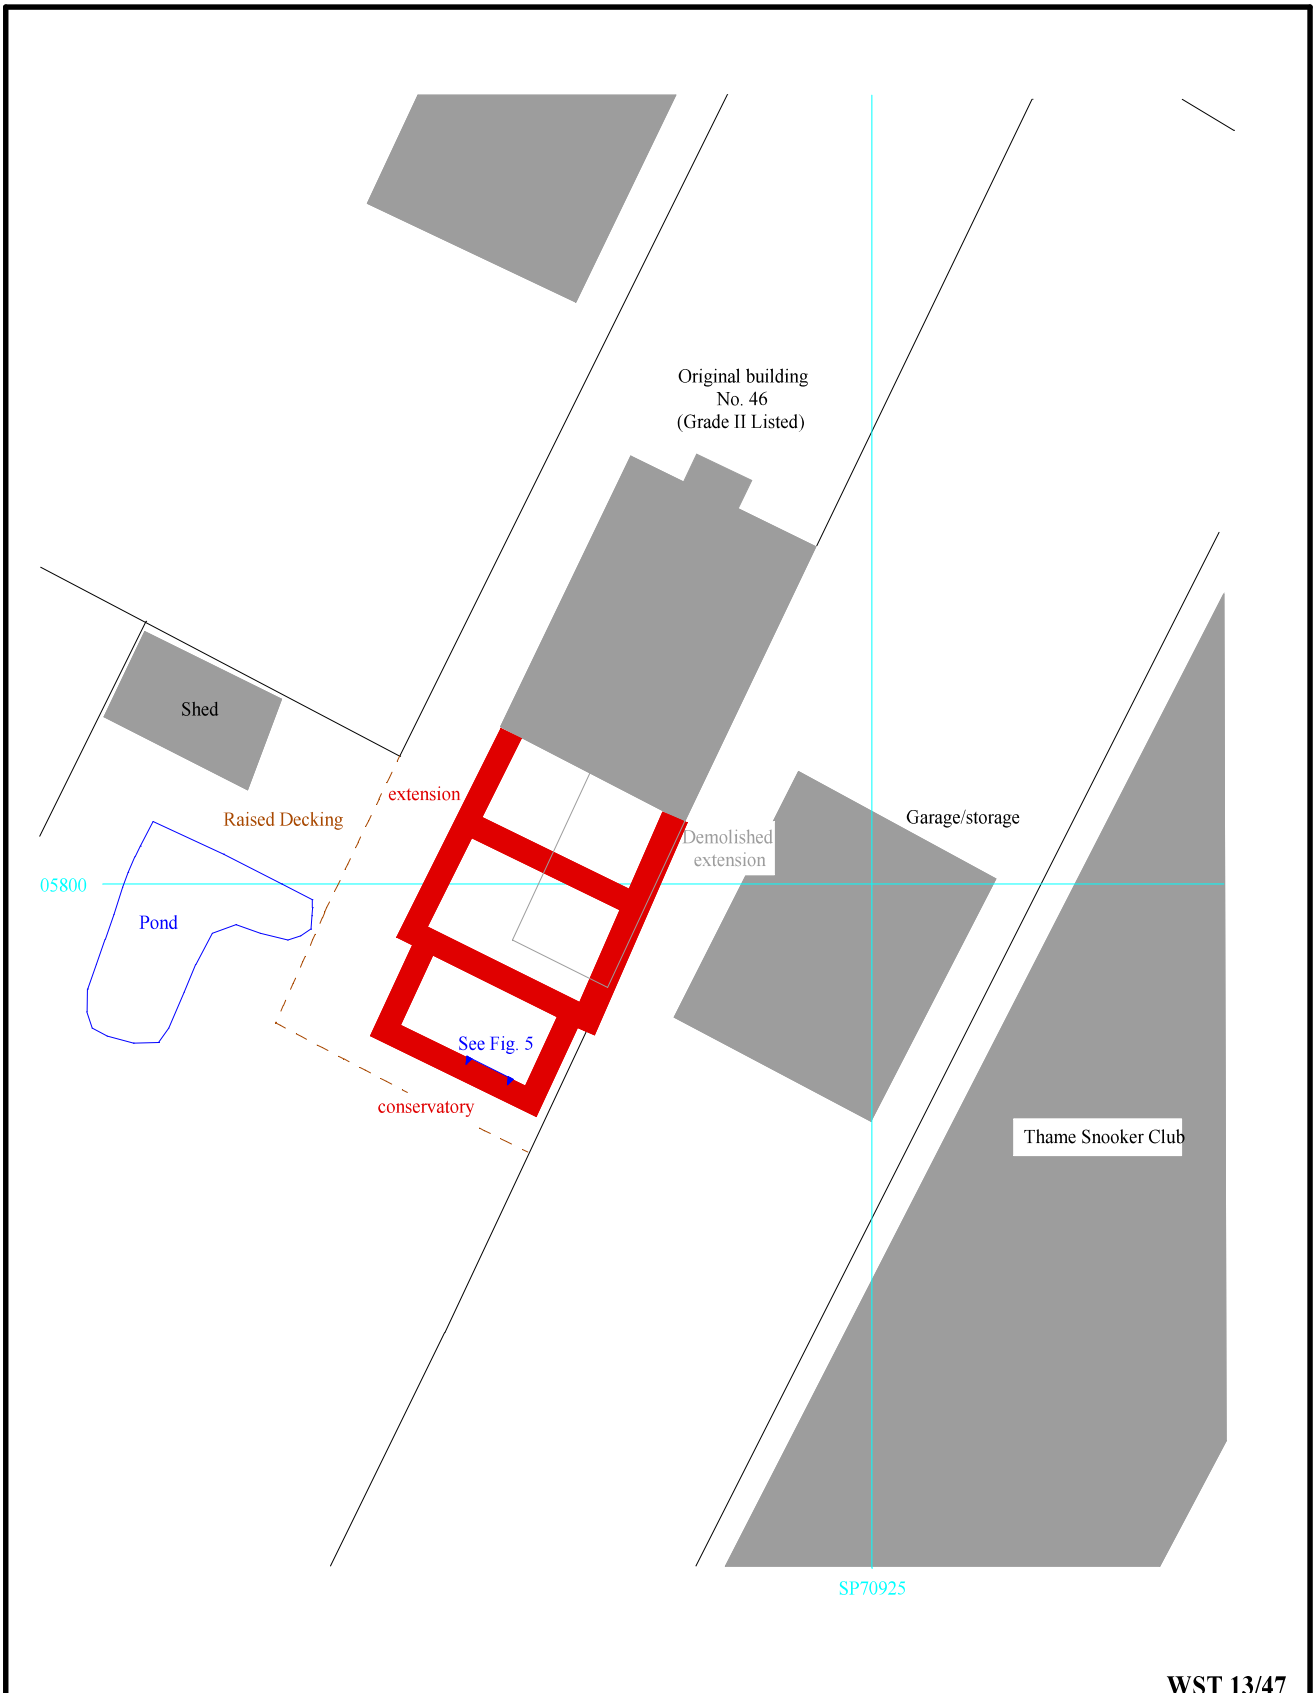 Original building
No. 46
(Grade II Listed)
Shed
extension
Raised Decking
Garage/storage
Demolished
extension
05800
Pond
See Fig. 5
conservatory
Thame Snooker Club
SP70925
WST 13/47